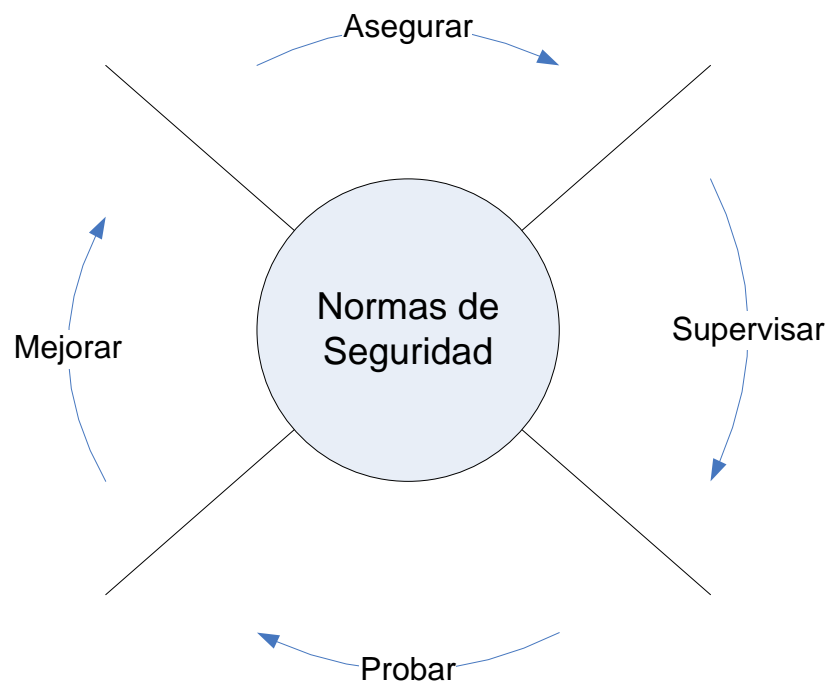 Asegurar
Normas de
Seguridad
Supervisar
Mejorar
Probar